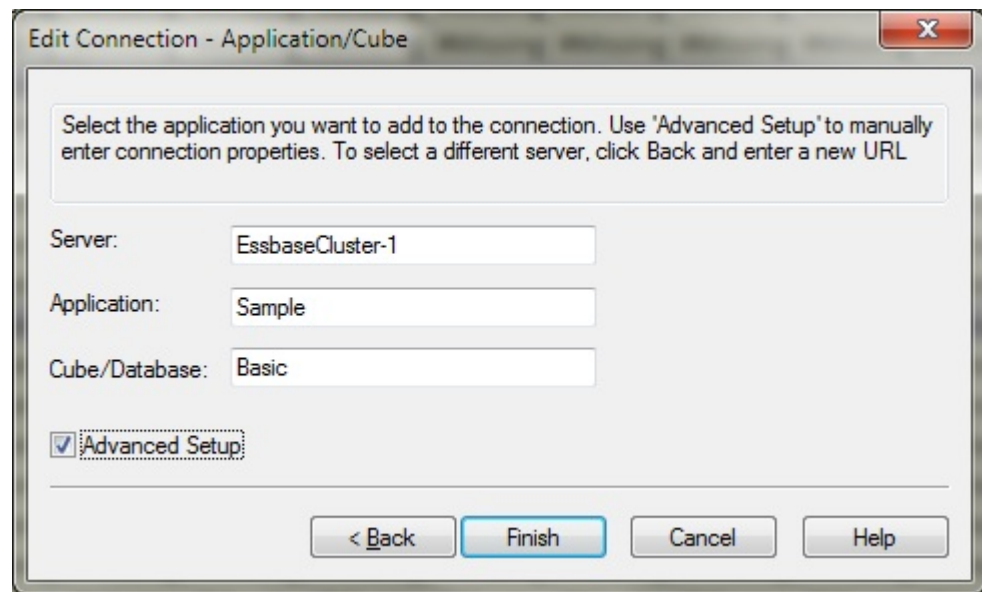 Edit Connection - Application/Cube
Select the application you want to add to the connection. Use 'Advanced Setup' to manually
enter connection properties. To select a different server, click Back and enter a new URL
Server: EssbaseCluster-1
Application: Sample
Cube/Database: Basic
Advanced Setup
< Back Finish Cancel Help